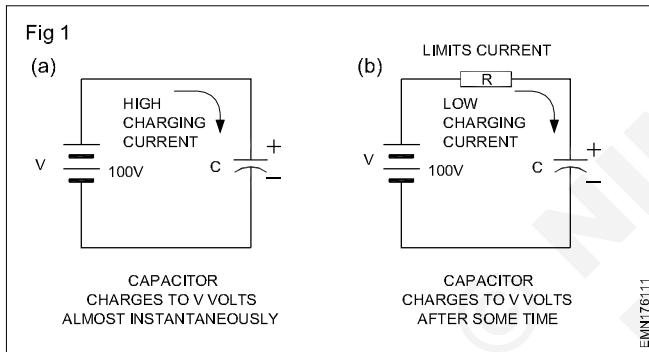 Fig 1
(a)
HIGH
CHARGING
CURRENT
V
100V
C
+
–
CAPACITOR
CHARGES TO V VOLTS
ALMOST INSTANTANEOUSLY
(b)
LIMITS CURRENT
R
LOW
CHARGING
CURRENT
V
100V
C
+
–
CAPACITOR
CHARGES TO V VOLTS
AFTER SOME TIME
EMN176111